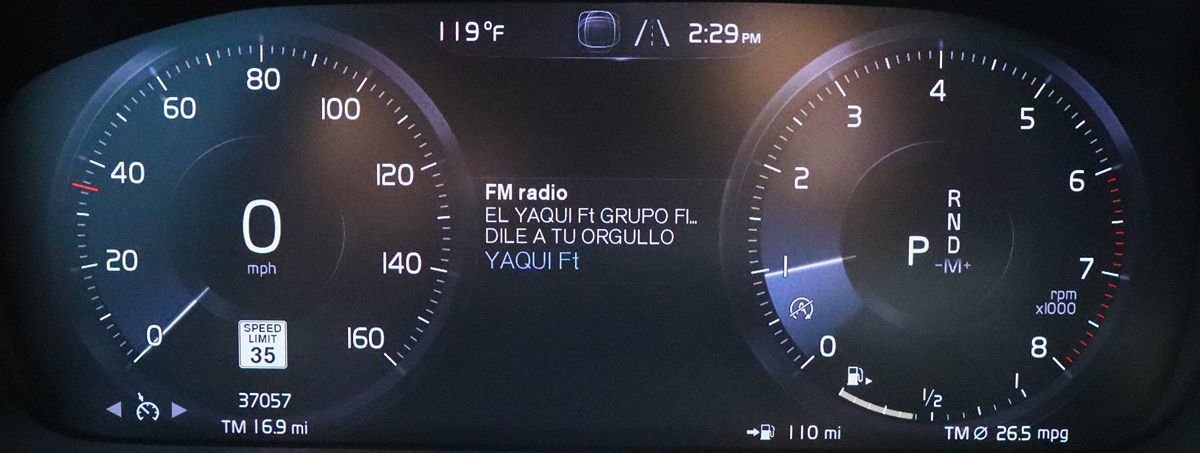 119°F
2:29 PM
0
20
40
60
80
100
120
140
160
0
mph
SPEED
LIMIT
35
37057
TM 16.9 mi
FM radio
EL YAQUI Ft GRUPO FI...
DILE A TU ORGULLO
YAQUI Ft
0
1
2
3
4
5
6
7
8
R
N
D
P
-M+
rpm
x1000
A
1/2
110 mi
TM Ø 26.5 mpg